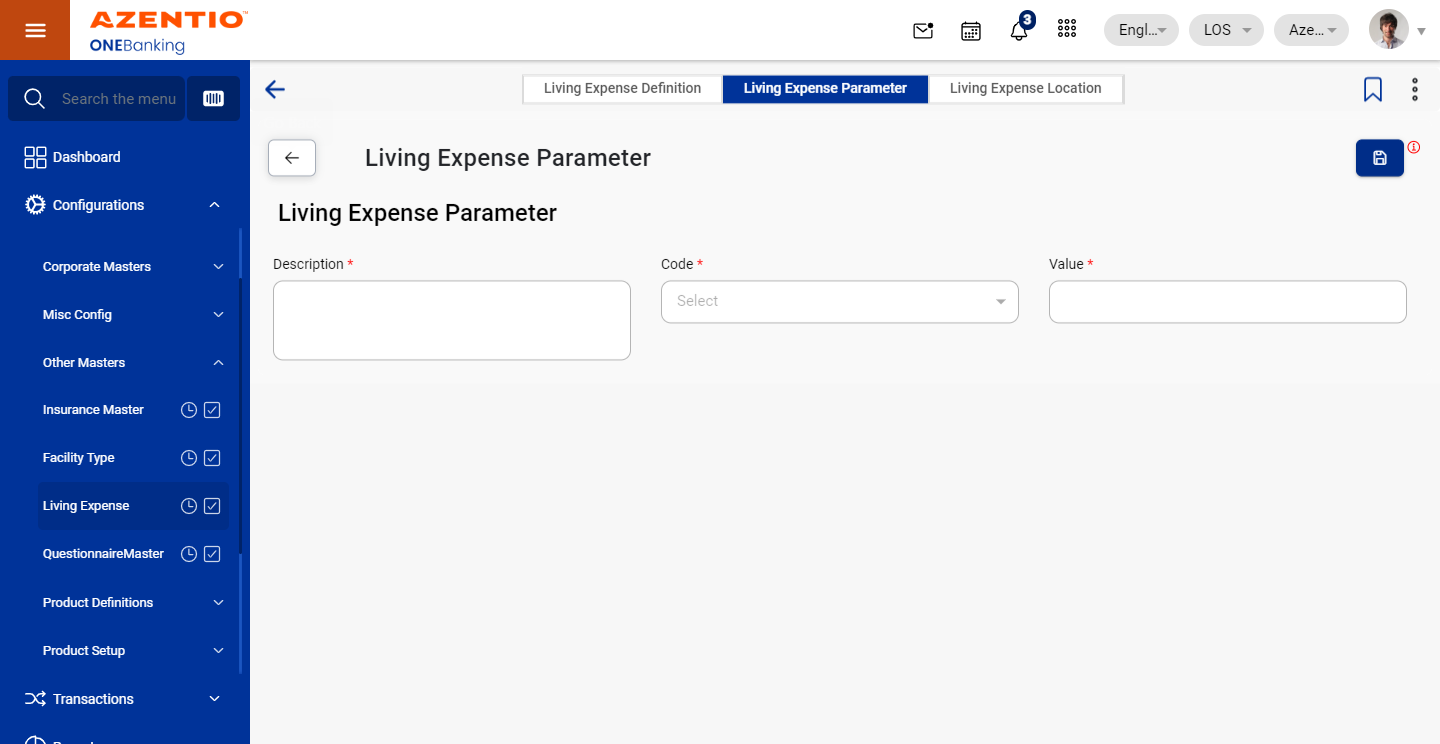 AZENTIO™
ONEBanking
3
Engl...
LOS
Aze...
Search the menu
Dashboard
Configurations
Corporate Masters
Misc Config
Other Masters
Insurance Master
Facility Type
Living Expense
QuestionnaireMaster
Product Definitions
Product Setup
Transactions
Living Expense Definition
Living Expense Parameter
Living Expense Location
Living Expense Parameter
Living Expense Parameter
Description *
Code *
Select
Value *